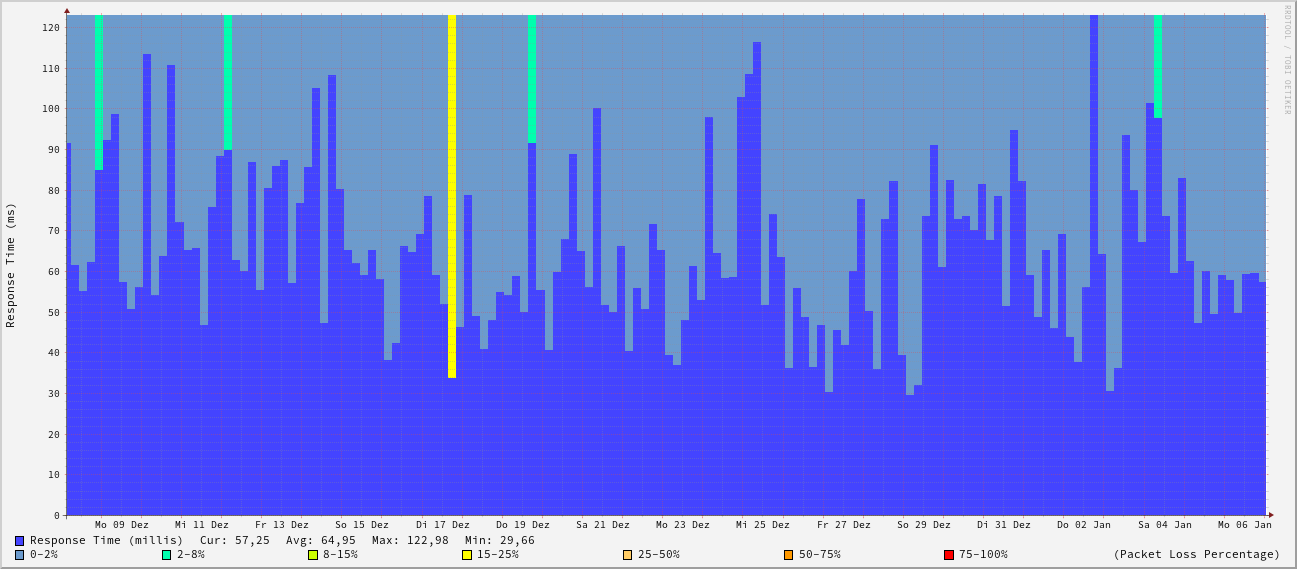 RRDTOOL / TOBI OETIKER
Response Time (ms)
120
110
100
90
80
70
60
50
40
30
20
10
0
Mo 09 Dez Mi 11 Dez Fr 13 Dez So 15 Dez Di 17 Dez Do 19 Dez Sa 21 Dez Mo 23 Dez Mi 25 Dez Fr 27 Dez So 29 Dez Di 31 Dez Do 02 Jan Sa 04 Jan Mo 06 Jan
Response Time (millis) Cur: 57,25 Avg: 64,95 Max: 122,98 Min: 29,66
0-2% 2-8% 8-15% 15-25% 25-50% 50-75% 75-100% (Packet Loss Percentage)